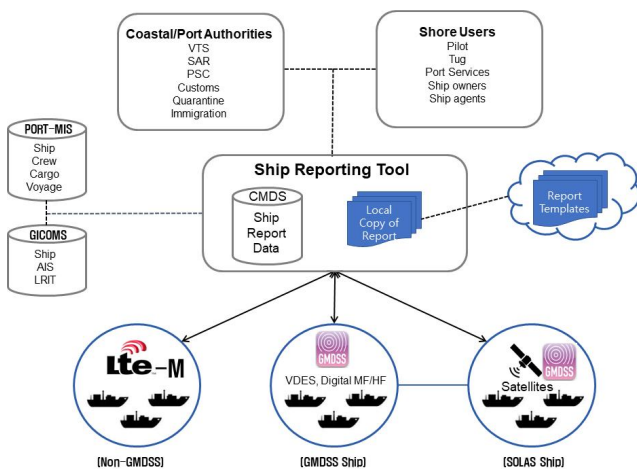 Coastal/Port Authorities
VTS
SAR
PSC
Customs
Quarantine
Immigration
Shore Users
Pilot
Tug
Port Services
Ship owners
Ship agents
PORT-MIS
Ship
Crew
Cargo
Voyage
GICOMS
Ship
AIS
LRIT
Ship Reporting Tool
CMDS
Ship
Report
Data
Local
Copy of
Report
Report
Templates
Lte-M
GMDSS
VDES, Digital MF/HF
GMDSS
Satellites
[Non-GMDSS]
[GMDSS Ship]
[SOLAS Ship]